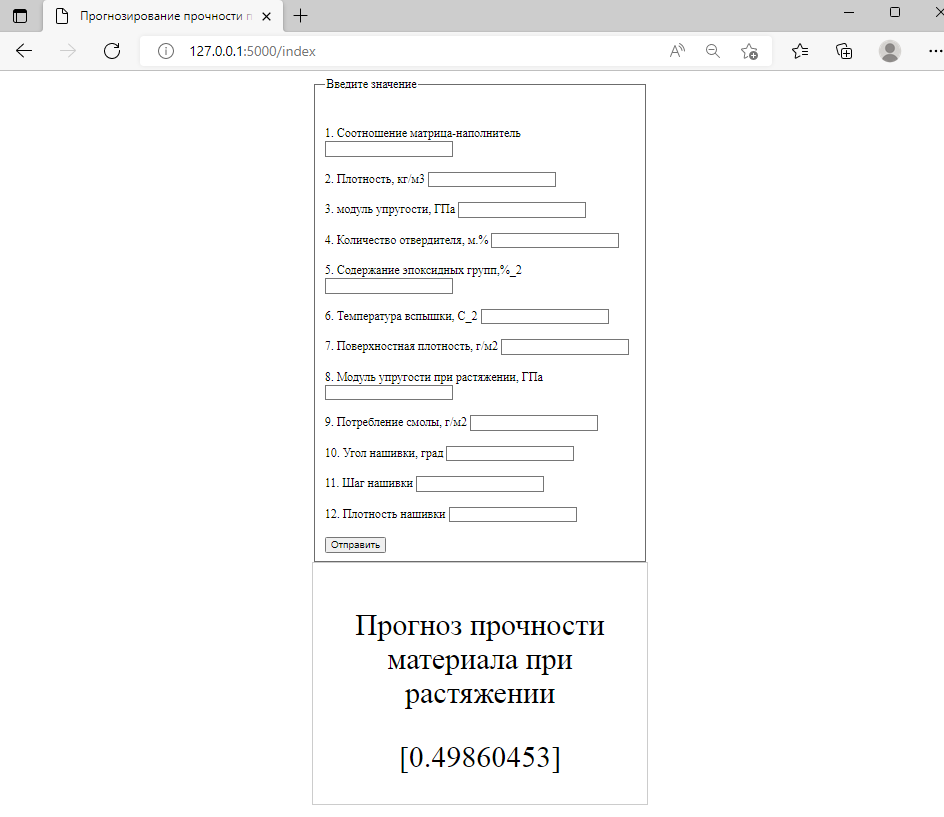 Прогнозирование прочности п
127.0.0.1:5000/index
Введите значение
1. Соотношение матрица-наполнитель
2. Плотность, кг/м3
3. модуль упругости, ГПа
4. Количество отвердителя, м.%
5. Содержание эпоксидных групп,%_2
6. Температура вспышки, С_2
7. Поверхностная плотность, г/м2
8. Модуль упругости при растяжении, ГПа
9. Потребление смолы, г/м2
10. Угол нашивки, град
11. Шаг нашивки
12. Плотность нашивки
Отправить
Прогноз прочности
материала при
растяжении
[0.49860453]